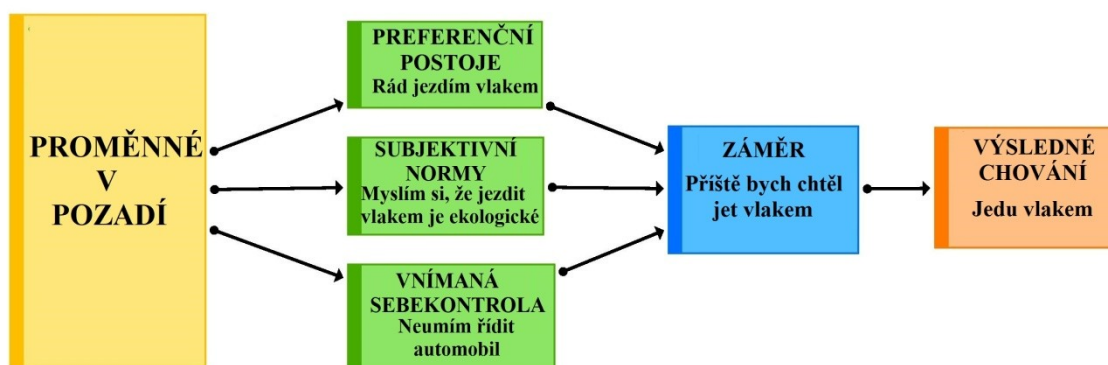 PROMĚNNÉ
V
POZADÍ
PREFERENČNÍ
POSTOJE
Rád jezdím vlakem
SUBJEKTIVNÍ
NORMY
Myslím si, že jezdit
vlakem je ekologické
VNÍMANÁ
SEBEKONTROLA
Neumím řídit
automobil
ZÁMĚR
Příště bych chtěl
jet vlakem
VÝSLEDNÉ
CHOVÁNÍ
Jedu vlakem